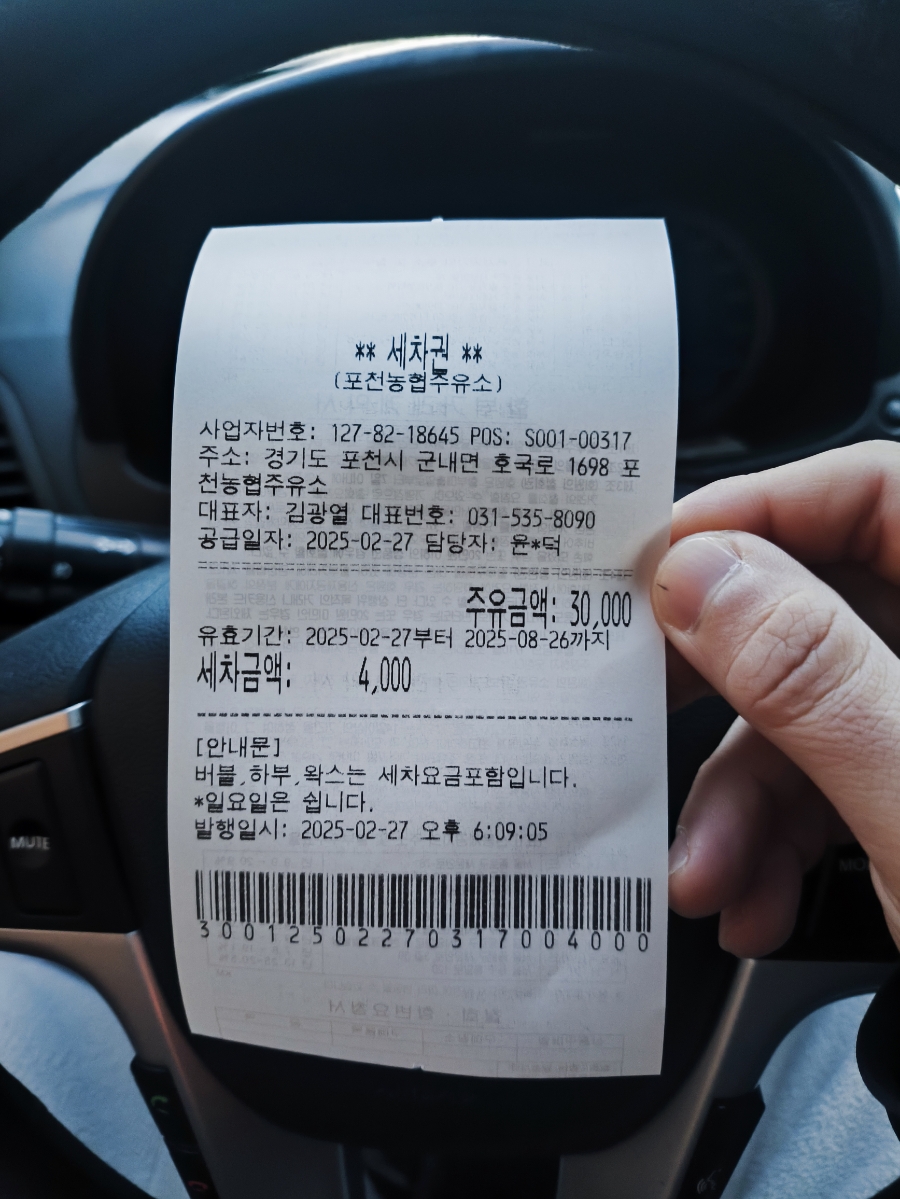 ** 세차권 **
(포천농협주유소)
사업자번호: 127-82-18645 POS: S001-00317
주소: 경기도 포천시 군내면 호국로 1698 포
천농협주유소
대표자: 김광열 대표번호: 031-535-8090
공급일자: 2025-02-27 담당자: 윤*덕
주유금액: 30,000
유효기간: 2025-02-27부터 2025-08-26까지
세차금액: 4,000
[안내문]
버블,하부,왁스는 세차요금포함입니다.
*일요일은 쉽니다.
발행일시: 2025-02-27 오후 6:09:05
30012502270317004000
MUTE